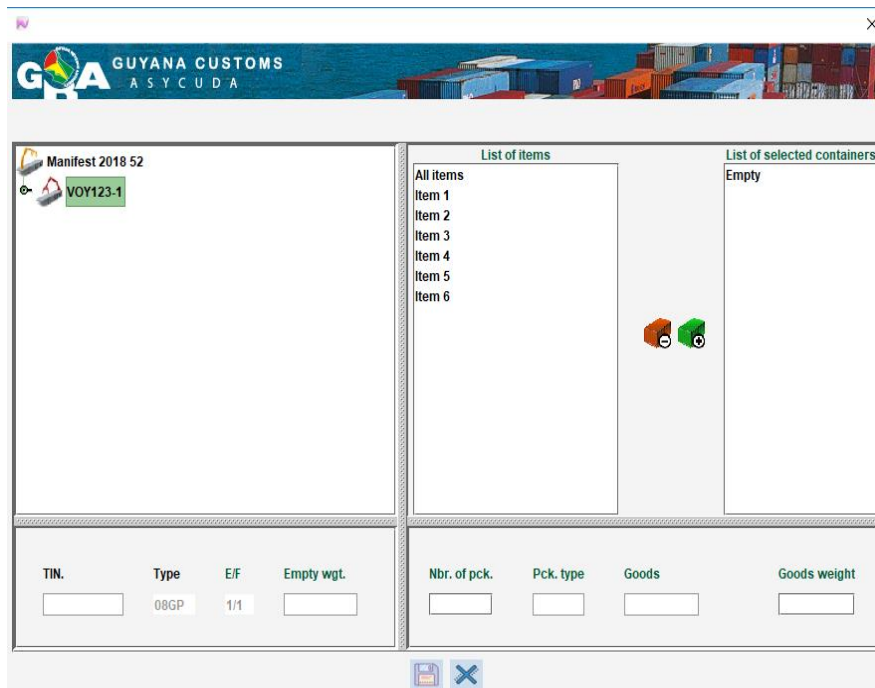 GRA GUYANA CUSTOMS
ASYCUDA
Manifest 2018 52
VOY123-1
List of items
All items
Item 1
Item 2
Item 3
Item 4
Item 5
Item 6
List of selected containers
Empty
TIN. Type E/F Empty wgt.
08GP 1/1
Nbr. of pck. Pck. type Goods Goods weight